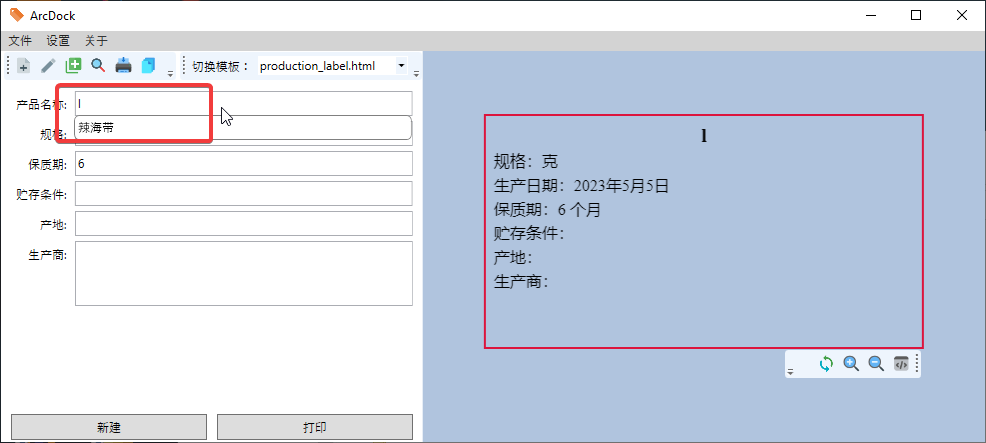 ArcDock
文件 设置 关于
切换模板： production_label.html
产品名称: l
辣海带
规格:
保质期: 6
贮存条件:
产地:
生产商:
新建 打印
l
规格：克
生产日期：2023年5月5日
保质期：6 个月
贮存条件：
产地：
生产商：